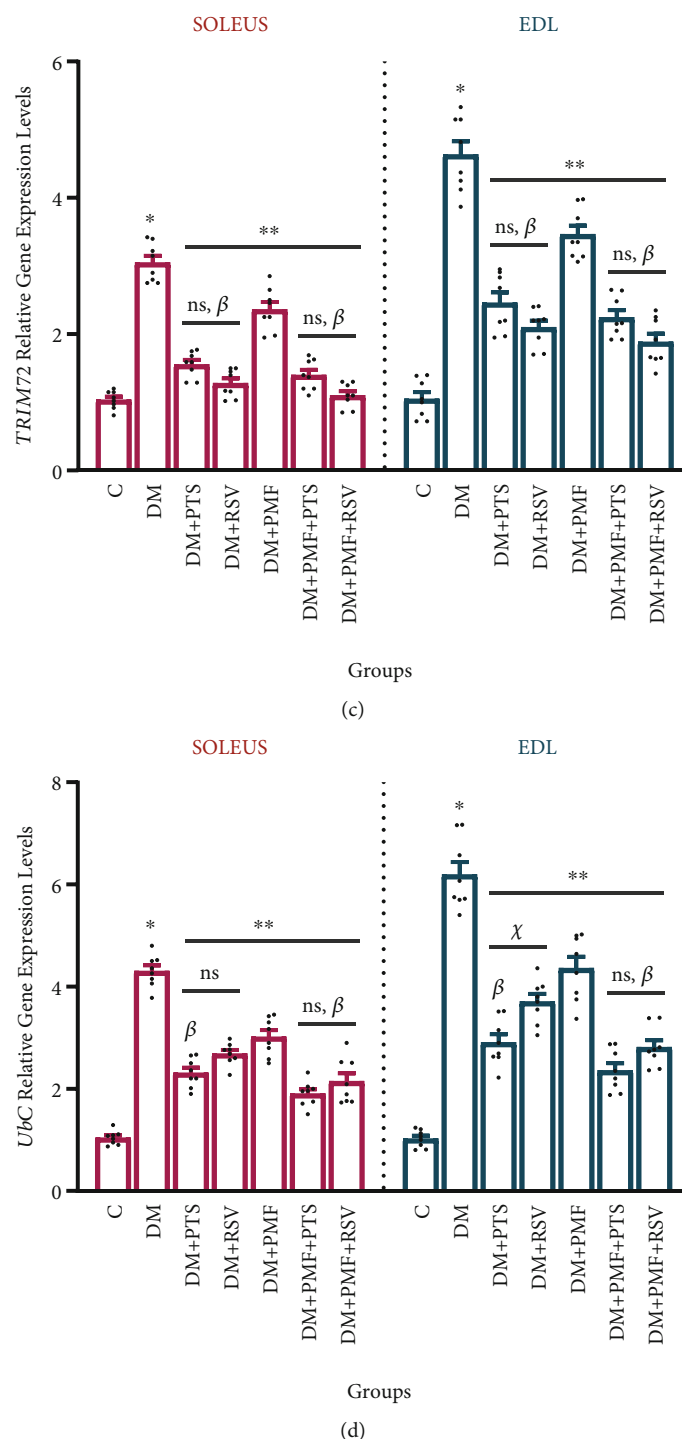 SOLEUS EDL
TRIM72 Relative Gene Expression Levels
6
4
2
0
*
**
ns, β
ns, β
*
**
ns, β
ns, β
C
DM
DM+PTS
DM+RSV
DM+PMF
DM+PMF+PTS
DM+PMF+RSV
C
DM
DM+PTS
DM+RSV
DM+PMF
DM+PMF+PTS
DM+PMF+RSV
Groups
(c)
SOLEUS EDL
UbC Relative Gene Expression Levels
8
6
4
2
0
*
**
ns
β
ns, β
*
**
χ
β
ns, β
C
DM
DM+PTS
DM+RSV
DM+PMF
DM+PMF+PTS
DM+PMF+RSV
C
DM
DM+PTS
DM+RSV
DM+PMF
DM+PMF+PTS
DM+PMF+RSV
Groups
(d)